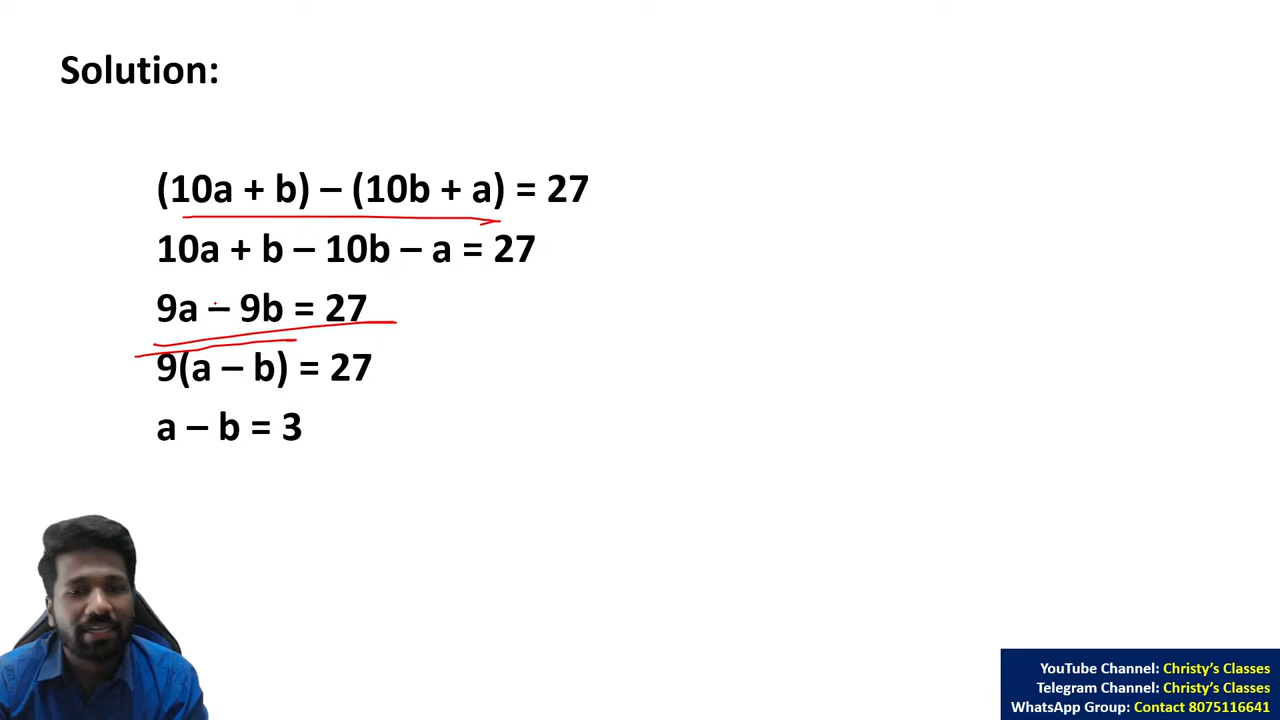 Solution:
(10a + b) – (10b + a) = 27
10a + b – 10b – a = 27
9a – 9b = 27
9(a – b) = 27
a – b = 3
YouTube Channel: Christy’s Classes
Telegram Channel: Christy’s Classes
WhatsApp Group: Contact 8075116641